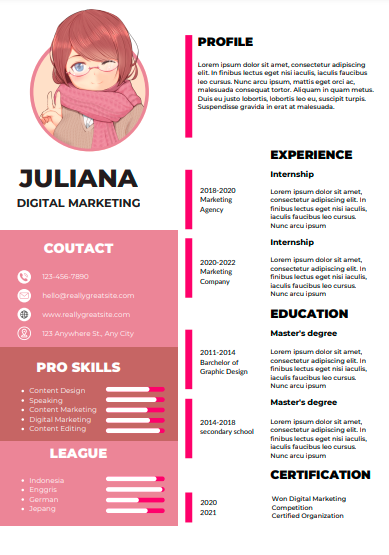 JULIANA
DIGITAL MARKETING
COUTACT
123-456-7890
hello@reallygreatsite.com
www.reallygreatsite.com
123 Anywhere St., Any City
PRO SKILLS
Content Design
Speaking
Content Marketing
Digital Marketing
Content Editing
LEAGUE
Indonesia
Enggris
German
Jepang
PROFILE
Lorem ipsum dolor sit amet, consectetur adipiscing
elit. In finibus lectus eget nisi iaculis, iaculis faucibus
leo cursus. Nunc arcu ipsum, mattis eget orci ac,
malesuada consequat tortor. Aliquam in quam metus.
Duis eu justo lobortis, lobortis leo eu, suscipit turpis.
Suspendisse gravida in erat at malesuada.
EXPERIENCE
2018-2020
Marketing
Agency
Internship
Lorem ipsum dolor sit amet,
consectetur adipiscing elit. In
finibus lectus eget nisi iaculis,
iaculis faucibus leo cursus.
Nunc arcu ipsum
2020-2022
Marketing
Company
Internship
Lorem ipsum dolor sit amet,
consectetur adipiscing elit. In
finibus lectus eget nisi iaculis,
iaculis faucibus leo cursus.
Nunc arcu ipsum
EDUCATION
2011-2014
Barchelor of
Graphic Design
Master's degree
Lorem ipsum dolor sit amet,
consectetur adipiscing elit. In
finibus lectus eget nisi iaculis,
iaculis faucibus leo cursus.
Nunc arcu ipsum
2014-2018
secondary school
Master's degree
Lorem ipsum dolor sit amet,
consectetur adipiscing elit. In
finibus lectus eget nisi iaculis,
iaculis faucibus leo cursus.
Nunc arcu ipsum
CERTIFICATION
2020
2021
Won Digital Marketing
Competition
Certified Organization